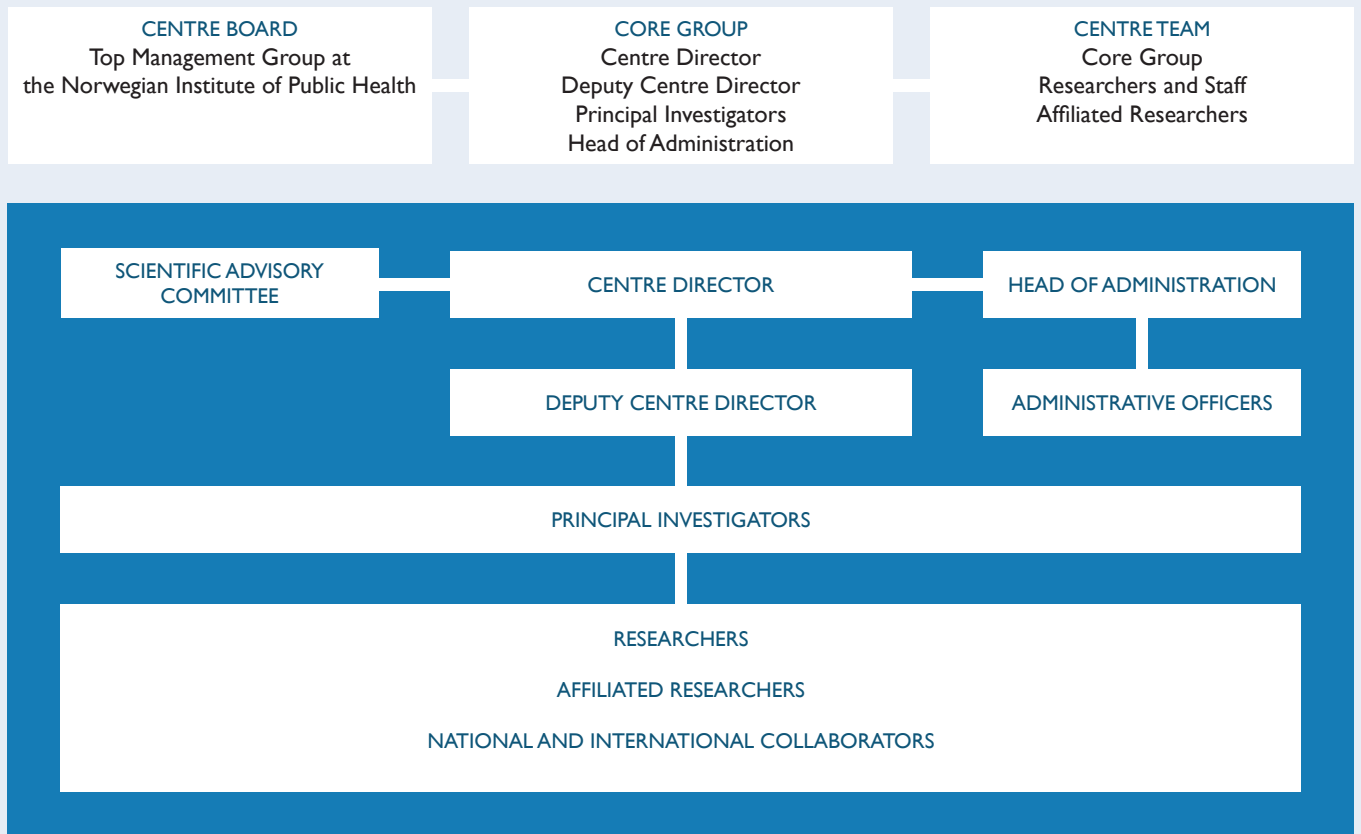 CENTRE BOARD
Top Management Group at
the Norwegian Institute of Public Health
CORE GROUP
Centre Director
Deputy Centre Director
Principal Investigators
Head of Administration
CENTRE TEAM
Core Group
Researchers and Staff
Affiliated Researchers
SCIENTIFIC ADVISORY
COMMITTEE
CENTRE DIRECTOR
HEAD OF ADMINISTRATION
DEPUTY CENTRE DIRECTOR
ADMINISTRATIVE OFFICERS
PRINCIPAL INVESTIGATORS
RESEARCHERS
AFFILIATED RESEARCHERS
NATIONAL AND INTERNATIONAL COLLABORATORS